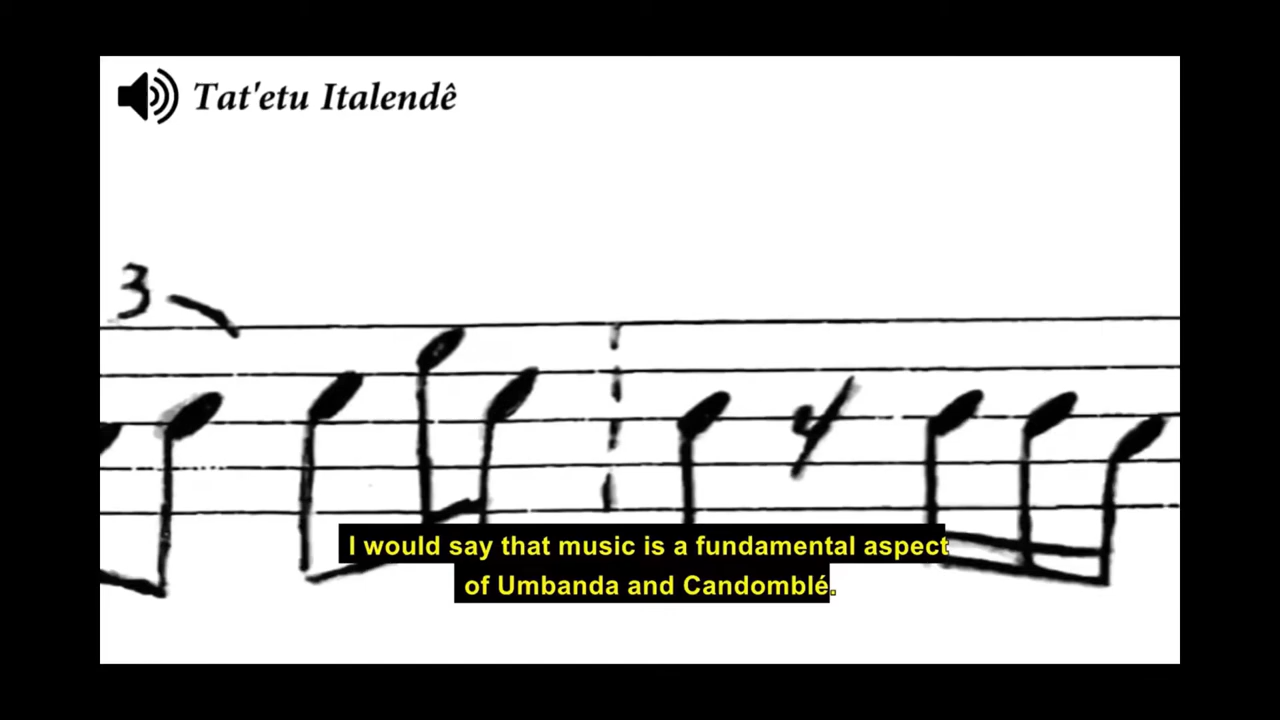 Tat'etu Italendê
3
I would say that music is a fundamental aspect
of Umbanda and Candomblé.